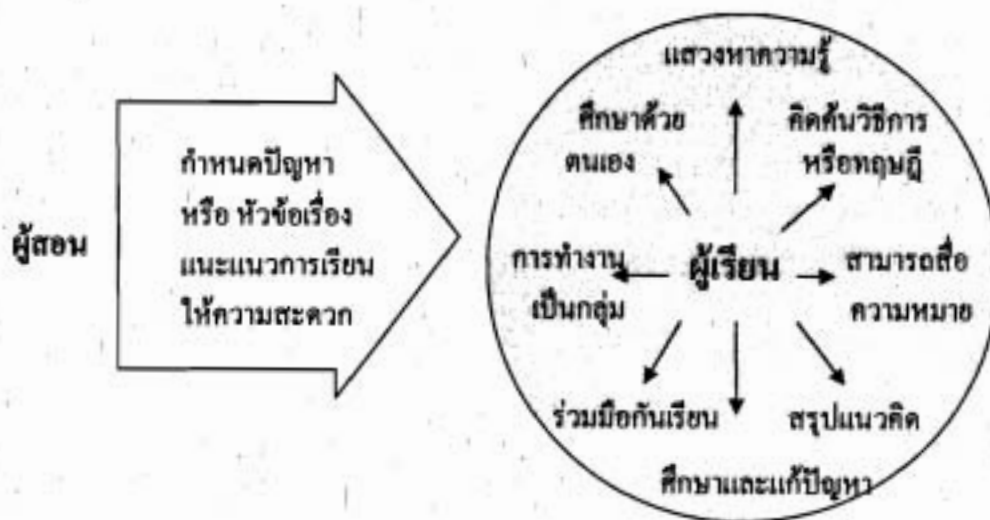 ผู้สอน
กำหนดปัญหา
หรือ หัวข้อเรื่อง
แนะแนวการเรียน
ให้ความสะดวก
แสวงหาความรู้
ศึกษาด้วย
ตนเอง
คิดค้นวิธีการ
หรือทฤษฎี
การทำงาน
เป็นกลุ่ม
ผู้เรียน
สามารถสื่อ
ความหมาย
ร่วมมือกันเรียน
สรุปแนวคิด
ศึกษาและแก้ปัญหา